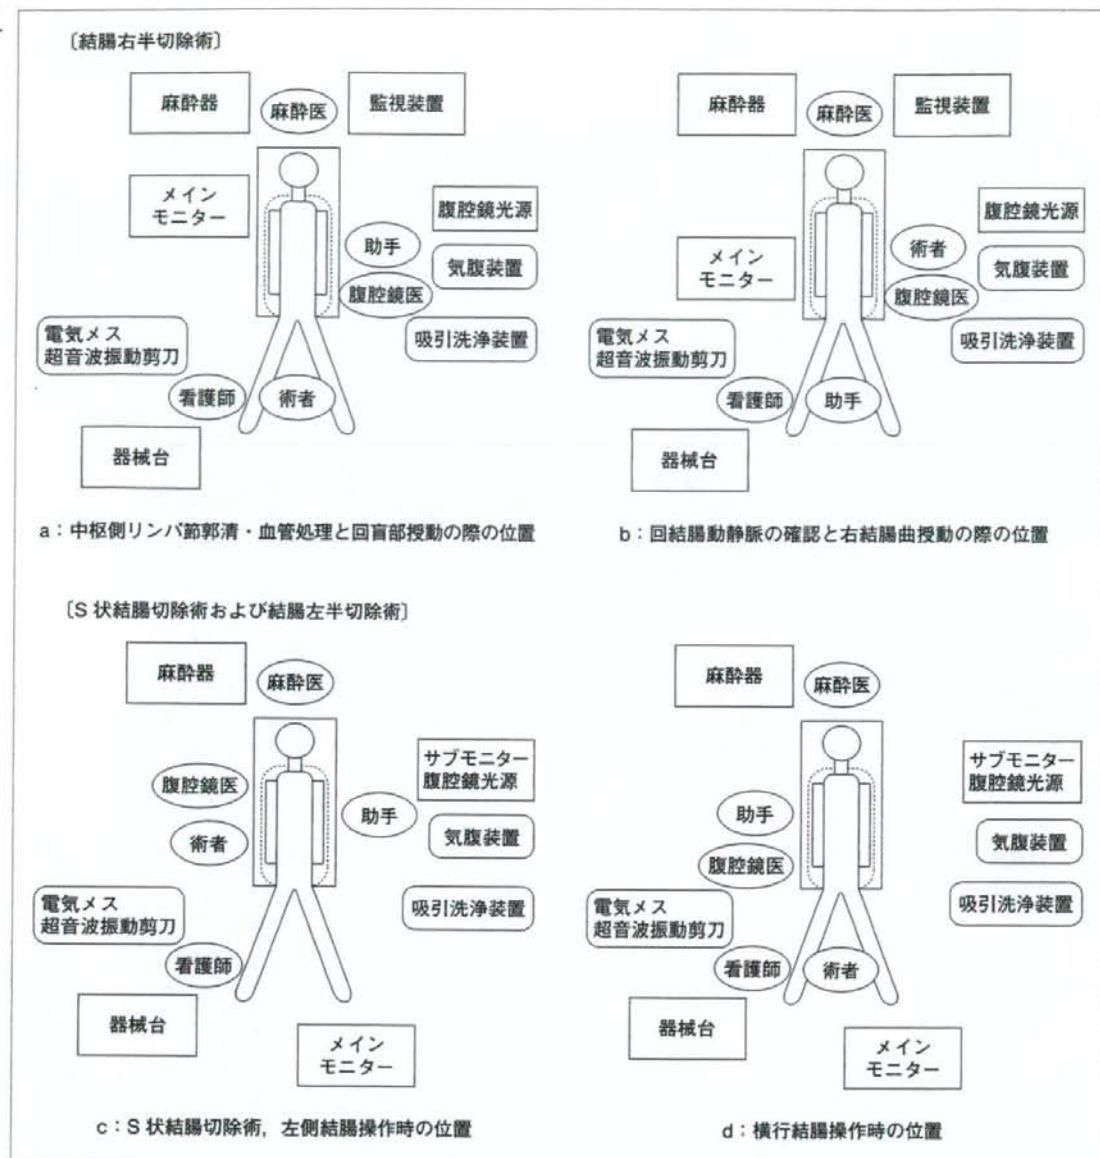 〔結腸右半切除術〕
麻酔器
麻酔医
監視装置
メイン
モニター
腹腔鏡光源
助手
気腹装置
腹腔鏡医
電気メス
超音波振動剪刀
吸引洗浄装置
看護師
術者
器械台
a：中枢側リンパ節郭清・血管処理と回盲部授動の際の位置
麻酔器
麻酔医
監視装置
腹腔鏡光源
術者
メイン
モニター
気腹装置
腹腔鏡医
電気メス
超音波振動剪刀
吸引洗浄装置
看護師
助手
器械台
b：回結腸動静脈の確認と右結腸曲授動の際の位置
〔S 状結腸切除術および結腸左半切除術〕
麻酔器
麻酔医
サブモニター
腹腔鏡光源
腹腔鏡医
助手
術者
気腹装置
電気メス
超音波振動剪刀
吸引洗浄装置
看護師
器械台
メイン
モニター
c：S 状結腸切除術，左側結腸操作時の位置
麻酔器
麻酔医
サブモニター
腹腔鏡光源
助手
気腹装置
腹腔鏡医
電気メス
超音波振動剪刀
吸引洗浄装置
看護師
術者
器械台
メイン
モニター
d：横行結腸操作時の位置